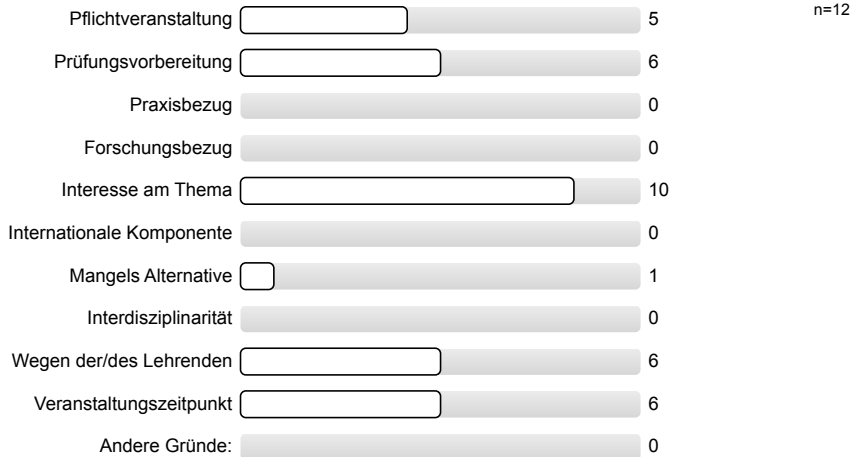 Pflichtveranstaltung 5 n=12
Prüfungsvorbereitung 6
Praxisbezug 0
Forschungsbezug 0
Interesse am Thema 10
Internationale Komponente 0
Mangels Alternative 1
Interdisziplinarität 0
Wegen der/des Lehrenden 6
Veranstaltungszeitpunkt 6
Andere Gründe: 0